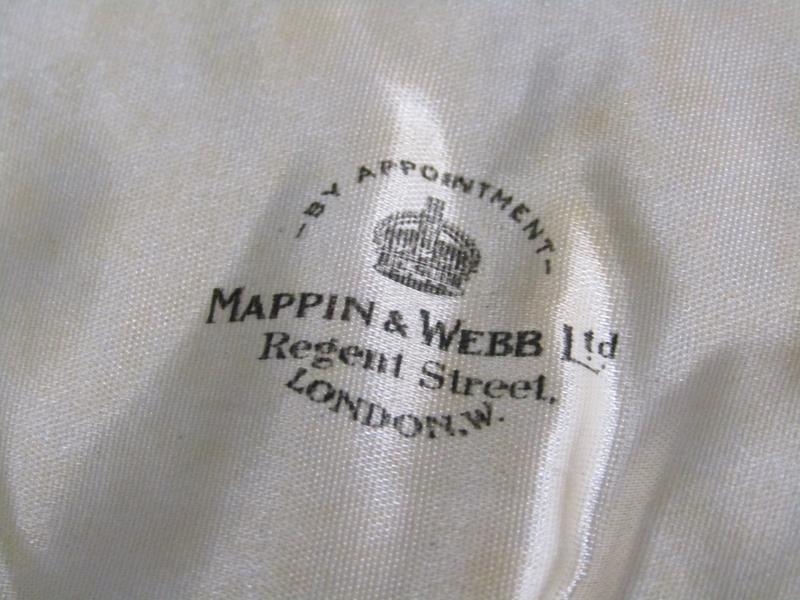 -BY APPOINTMENT-
MAPPIN & WEBB Ltd
Regent Street.
LONDON.W.